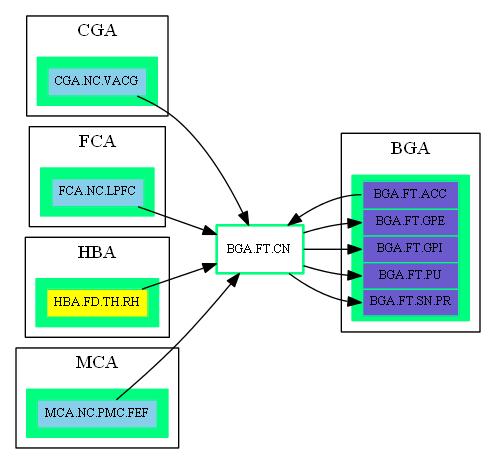 CGA
CGA.NC.VACG
FCA
FCA.NC.LPFC
HBA
HBA.FD.TH.RH
MCA
MCA.NC.PMC.FEF
BGA.FT.CN
BGA
BGA.FT.ACC
BGA.FT.GPE
BGA.FT.GPI
BGA.FT.PU
BGA.FT.SN.PR